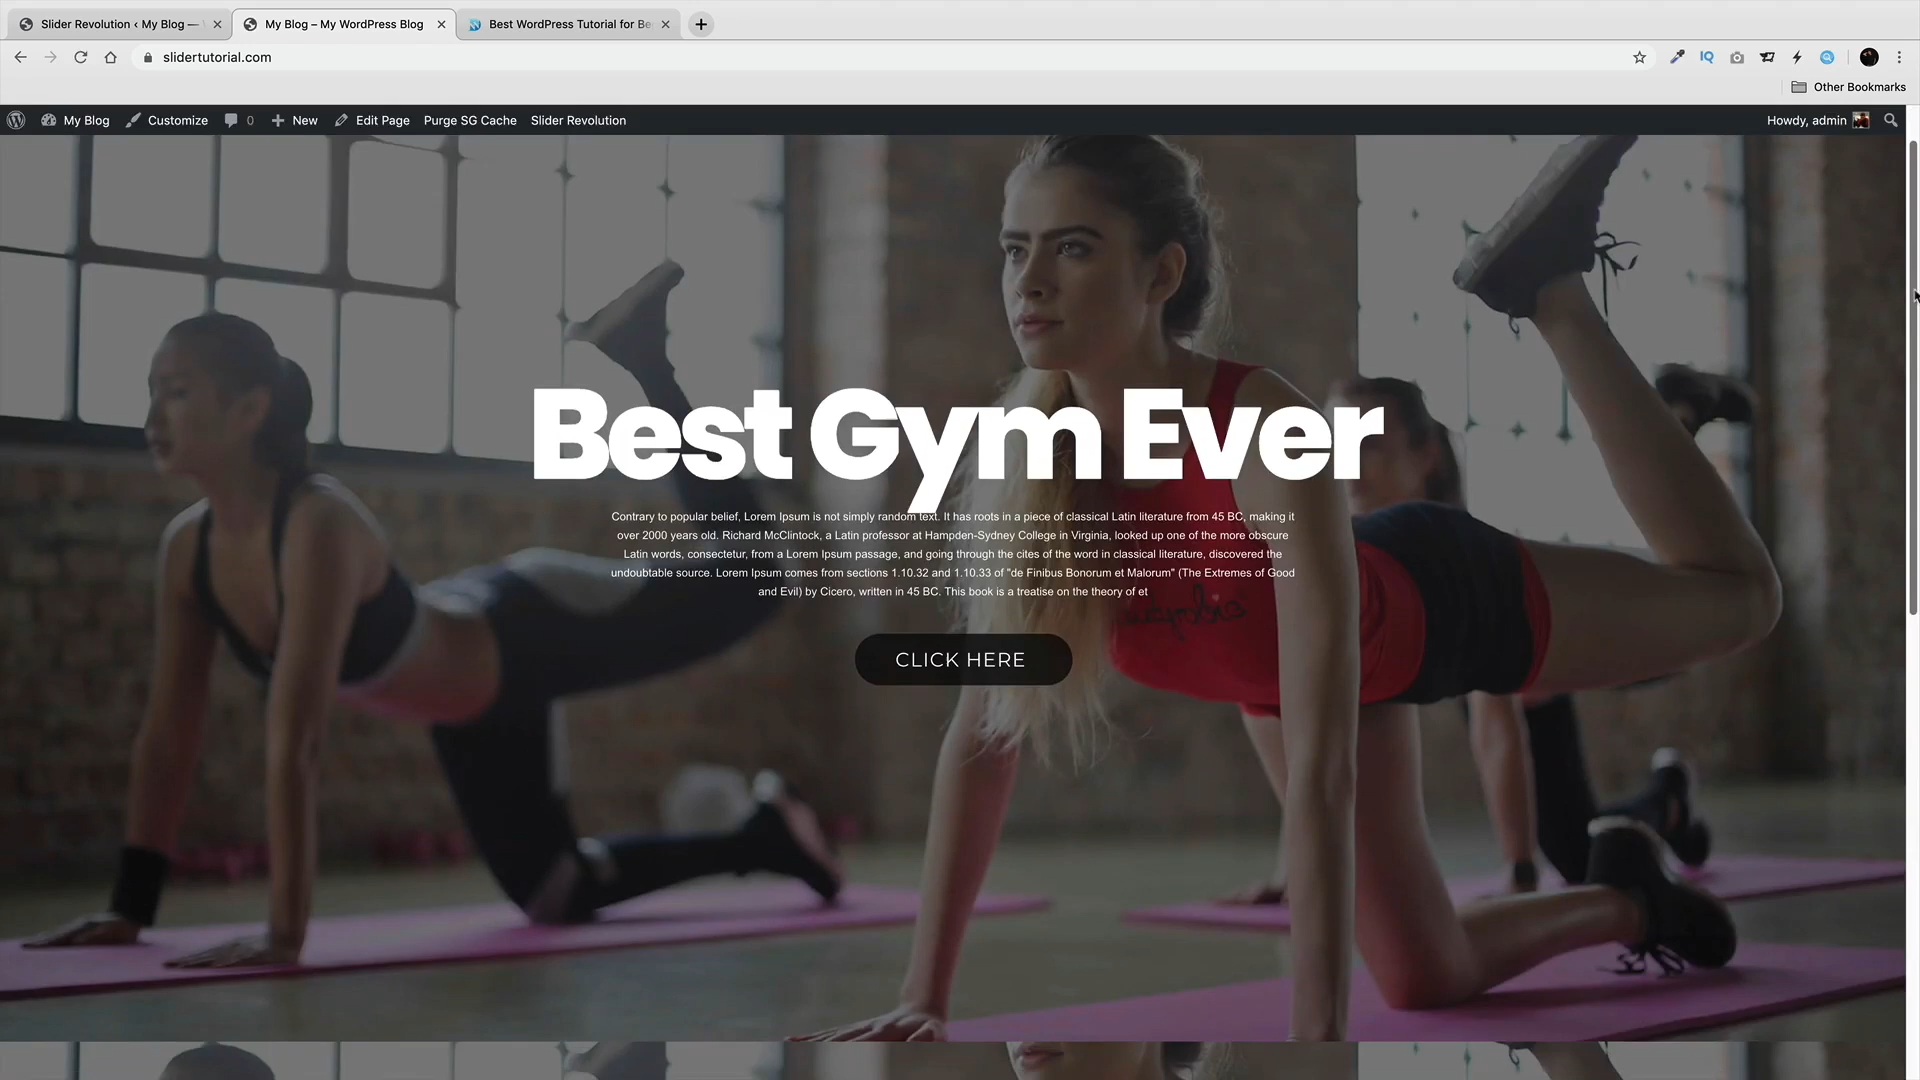 Slider Revolution ‹ My Blog —
My Blog – My WordPress Blog
Best WordPress Tutorial for Be
slidertutorial.com
IQ
Other Bookmarks
My Blog
Customize
0
New
Edit Page
Purge SG Cache
Slider Revolution
Howdy, admin
Best Gym Ever
Contrary to popular belief, Lorem Ipsum is not simply random text. It has roots in a piece of classical Latin literature from 45 BC, making it
over 2000 years old. Richard McClintock, a Latin professor at Hampden-Sydney College in Virginia, looked up one of the more obscure
Latin words, consectetur, from a Lorem Ipsum passage, and going through the cites of the word in classical literature, discovered the
undoubtable source. Lorem Ipsum comes from sections 1.10.32 and 1.10.33 of "de Finibus Bonorum et Malorum" (The Extremes of Good
and Evil) by Cicero, written in 45 BC. This book is a treatise on the theory of et
CLICK HERE